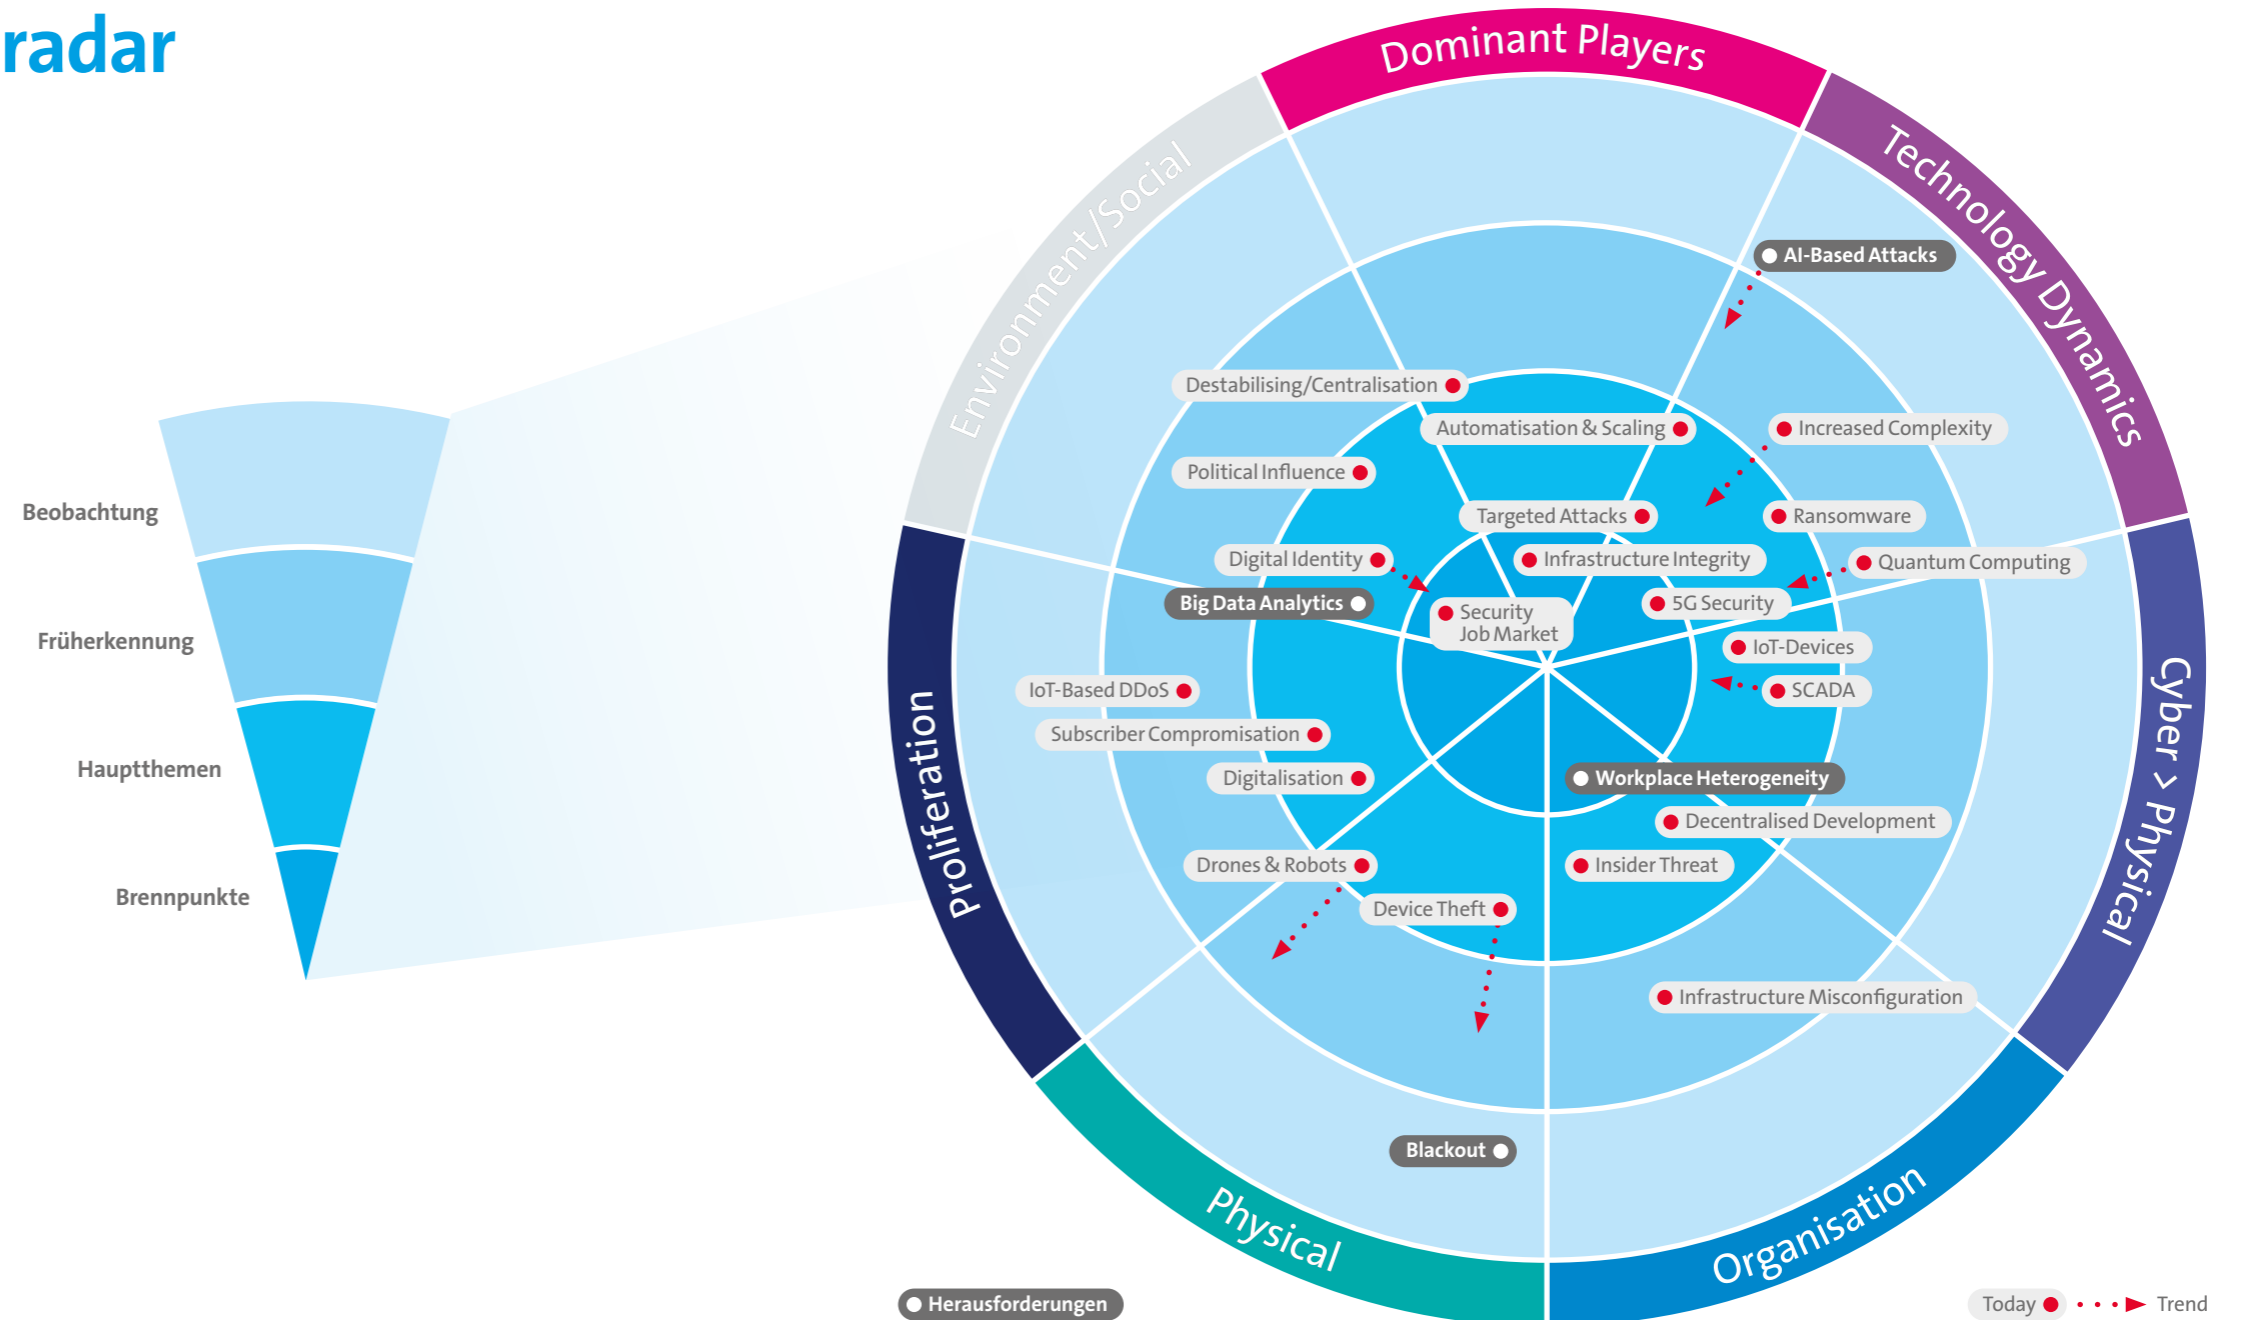 radar
Dominant Players
Technology Dynamics
Environment/Social
Cyber > Physical
Proliferation
Physical
Organisation
Beobachtung
Früherkennung
Hauptthemen
Brennpunkte
AI-Based Attacks
Destabilising/Centralisation
Automatisation & Scaling
Increased Complexity
Political Influence
Targeted Attacks
Ransomware
Digital Identity
Infrastructure Integrity
Quantum Computing
Big Data Analytics
Security
Job Market
5G Security
IoT-Devices
IoT-Based DDoS
SCADA
Subscriber Compromisation
Digitalisation
Workplace Heterogeneity
Decentralised Development
Drones & Robots
Insider Threat
Device Theft
Infrastructure Misconfiguration
Blackout
Herausforderungen
Today
Trend